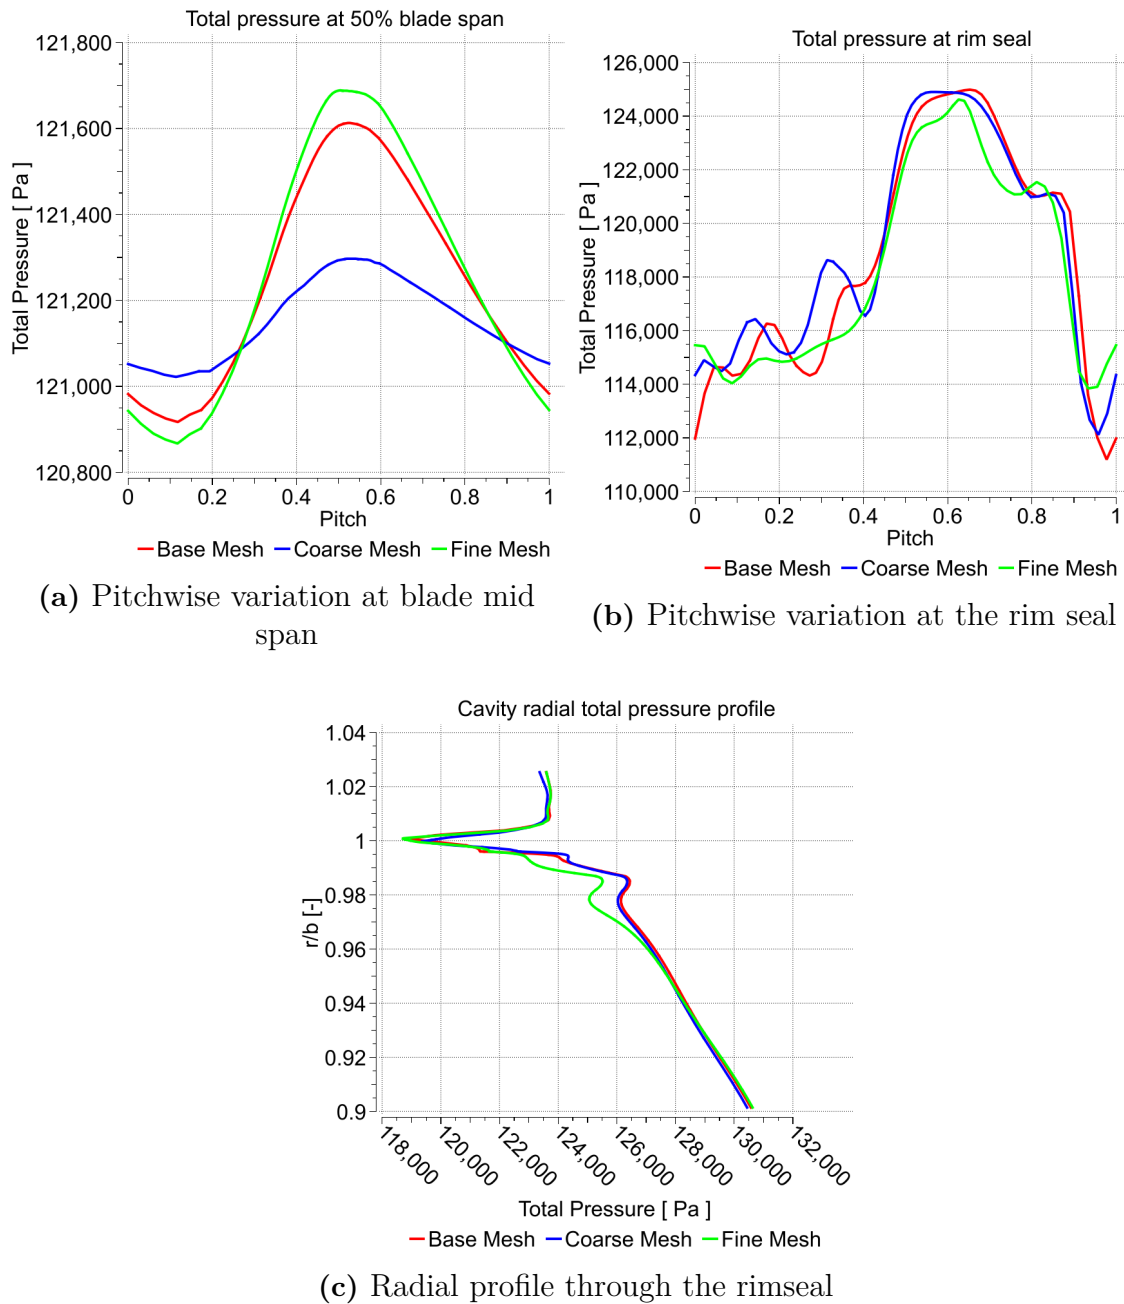 Total pressure at 50% blade span
121,800
121,600
121,400
121,200
121,000
120,800
Total Pressure [ Pa ]
0 0.2 0.4 0.6 0.8 1
Pitch
Base Mesh Coarse Mesh Fine Mesh
(a) Pitchwise variation at blade mid
span
Total pressure at rim seal
126,000
124,000
122,000
120,000
118,000
116,000
114,000
112,000
110,000
Total Pressure [ Pa ]
0 0.2 0.4 0.6 0.8 1
Pitch
Base Mesh Coarse Mesh Fine Mesh
(b) Pitchwise variation at the rim seal
Cavity radial total pressure profile
1.04
1.02
1
0.98
0.96
0.94
0.92
0.9
r/b [-]
118,000 120,000 122,000 124,000 126,000 128,000 130,000 132,000
Total Pressure [ Pa ]
Base Mesh Coarse Mesh Fine Mesh
(c) Radial profile through the rimseal